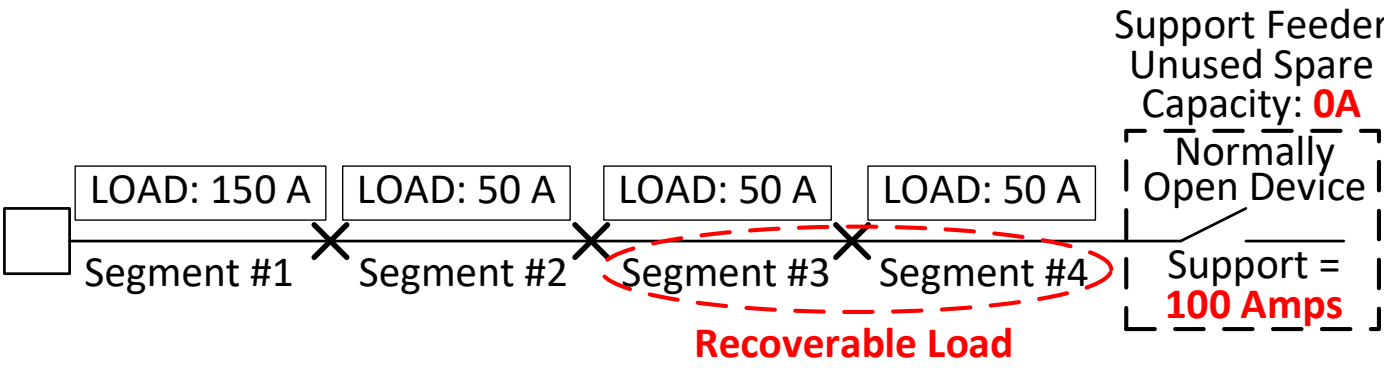 Support Feeder
Unused Spare
Capacity: 0A
Normally
Open Device
LOAD: 150 A
LOAD: 50 A
LOAD: 50 A
LOAD: 50 A
Segment #1
Segment #2
Segment #3
Segment #4
Support =
100 Amps
Recoverable Load